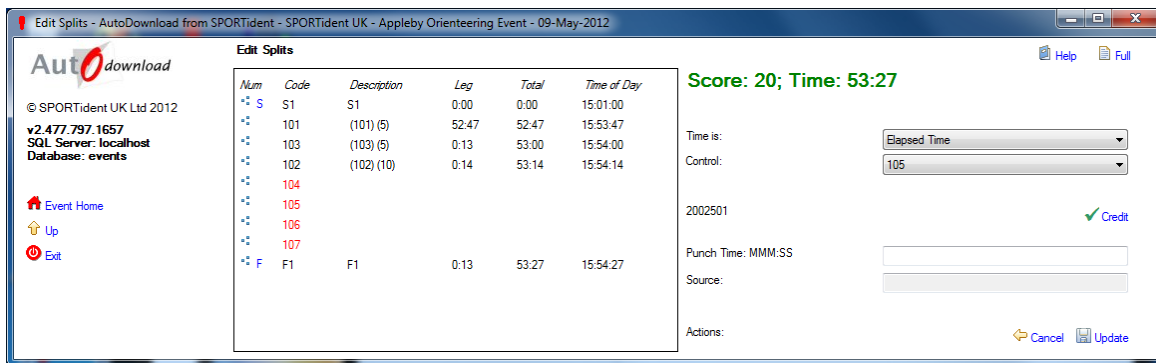 Edit Splits - AutoDownload from SPORTident - SPORTident UK - Appleby Orienteering Event - 09-May-2012
AutOdownload
© SPORTident UK Ltd 2012
v2.477.797.1657
SQL Server: localhost
Database: events
Event Home
Up
Exit
Edit Splits
Num Code Description Leg Total Time of Day
S S1 S1 0:00 0:00 15:01:00
101 (101) (5) 52:47 52:47 15:53:47
103 (103) (5) 0:13 53:00 15:54:00
102 (102) (10) 0:14 53:14 15:54:14
104
105
106
107
F F1 F1 0:13 53:27 15:54:27
Help Full
Score: 20; Time: 53:27
Time is: Elapsed Time
Control: 105
2002501 Credit
Punch Time: MMM:SS
Source:
Actions: Cancel Update